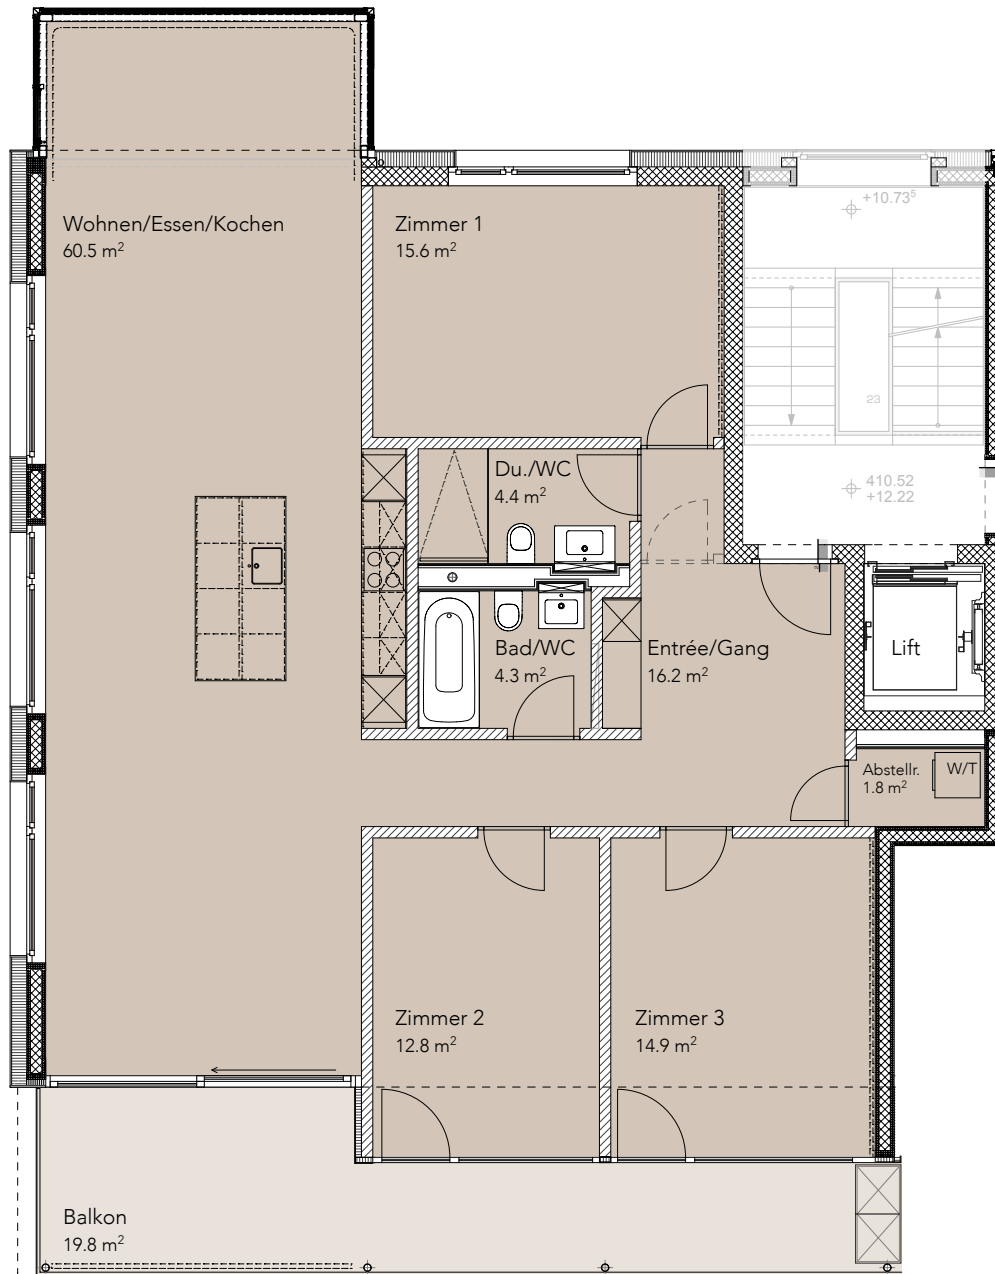 +10.73⁵
Wohnen/Essen/Kochen
60.5 m²
Zimmer 1
15.6 m²
23
Du./WC
4.4 m²
410.52
+12.22
Bad/WC
4.3 m²
Entrée/Gang
16.2 m²
Lift
Abstellr.
1.8 m²
W/T
Zimmer 2
12.8 m²
Zimmer 3
14.9 m²
Balkon
19.8 m²